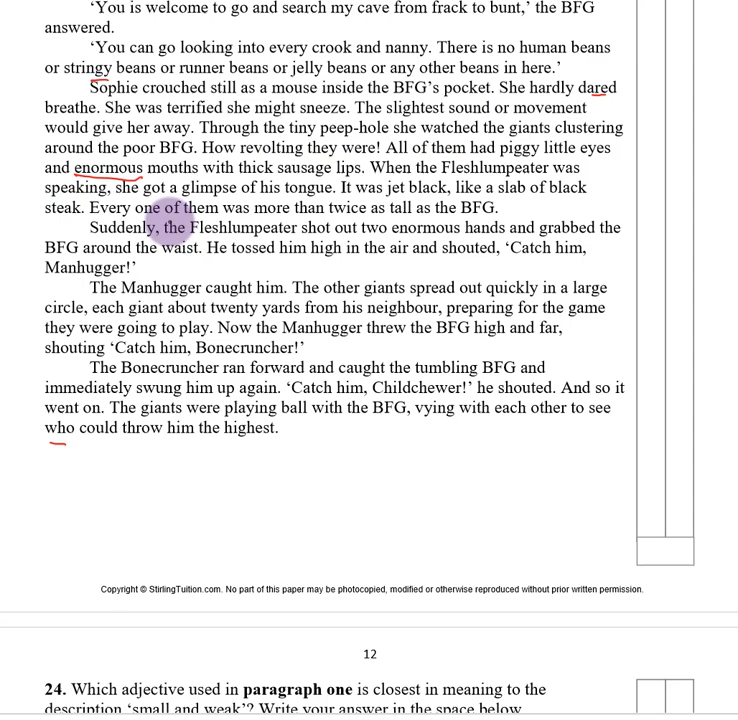 ‘You is welcome to go and search my cave from frack to bunt,’ the BFG
answered.
‘You can go looking into every crook and nanny. There is no human beans
or stringy beans or runner beans or jelly beans or any other beans in here.’
Sophie crouched still as a mouse inside the BFG’s pocket. She hardly dared
breathe. She was terrified she might sneeze. The slightest sound or movement
would give her away. Through the tiny peep-hole she watched the giants clustering
around the poor BFG. How revolting they were! All of them had piggy little eyes
and enormous mouths with thick sausage lips. When the Fleshlumpeater was
speaking, she got a glimpse of his tongue. It was jet black, like a slab of black
steak. Every one of them was more than twice as tall as the BFG.
Suddenly, the Fleshlumpeater shot out two enormous hands and grabbed the
BFG around the waist. He tossed him high in the air and shouted, ‘Catch him,
Manhugger!’
The Manhugger caught him. The other giants spread out quickly in a large
circle, each giant about twenty yards from his neighbour, preparing for the game
they were going to play. Now the Manhugger threw the BFG high and far,
shouting ‘Catch him, Bonecruncher!’
The Bonecruncher ran forward and caught the tumbling BFG and
immediately swung him up again. ‘Catch him, Childchewer!’ he shouted. And so it
went on. The giants were playing ball with the BFG, vying with each other to see
who could throw him the highest.
Copyright © StirlingTuition.com. No part of this paper may be photocopied, modified or otherwise reproduced without prior written permission.
12
24. Which adjective used in paragraph one is closest in meaning to the
description ‘small and weak’? Write your answer in the space below